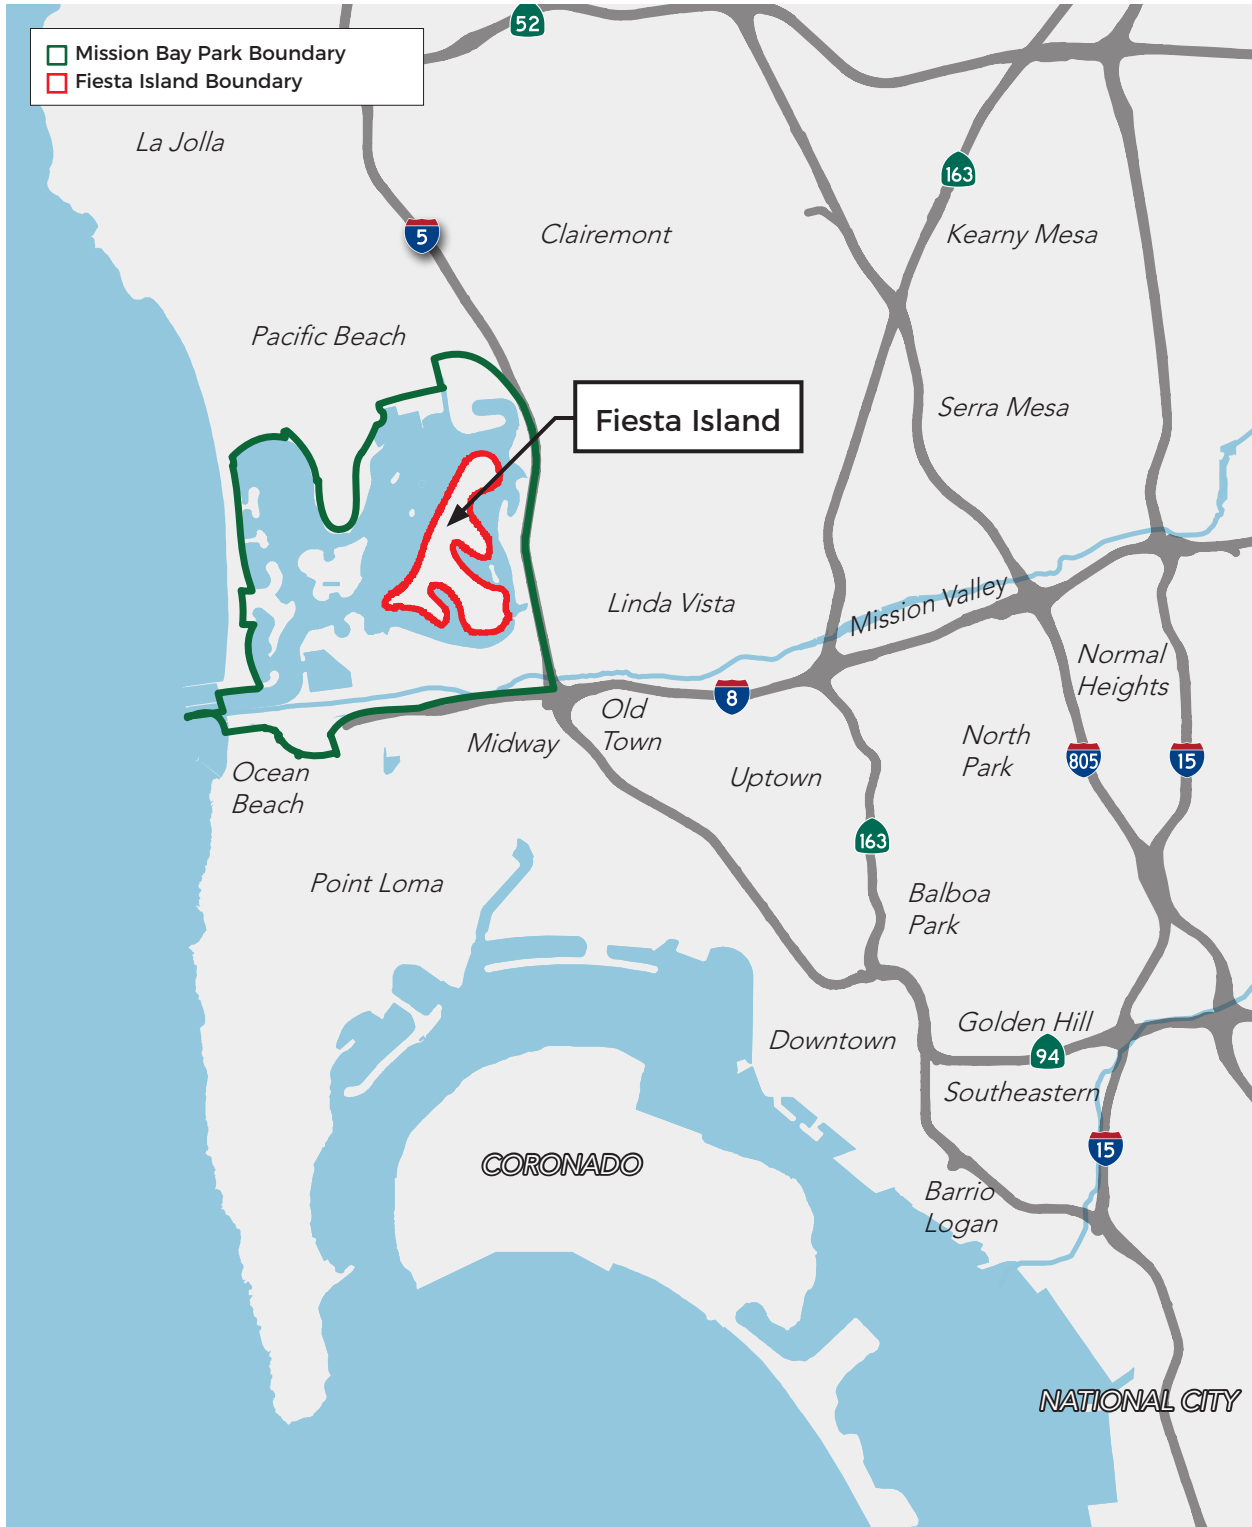 52
Mission Bay Park Boundary
Fiesta Island Boundary
La Jolla
163
5
Clairemont
Kearny Mesa
Pacific Beach
Serra Mesa
Fiesta Island
Linda Vista
Mission Valley
Normal
Heights
8
Old
Town
Midway
North
Park
805
15
Ocean
Beach
Uptown
163
Point Loma
Balboa
Park
Golden Hill
Downtown
94
Southeastern
15
CORONADO
Barrio
Logan
NATIONAL CITY